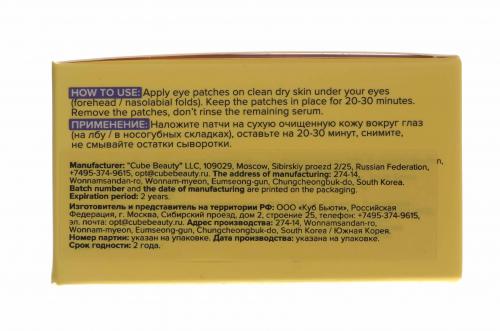 HOW TO USE: Apply eye patches on clean dry skin under your eyes
(forehead / nasolabial folds). Keep the patches in place for 20-30 minutes.
Remove the patches, don't rinse the remaining serum.
ПРИМЕНЕНИЕ: Наложите патчи на сухую очищенную кожу вокруг глаз
(на лбу / в носогубных складках), оставьте на 20-30 минут, снимите,
не смывайте остатки сыворотки.
Manufacturer: "Cube Beauty" LLC, 109029, Moscow, Sibirskiy proezd 2/25, Russian Federation,
+7495-374-9615, opt@cubebeauty.ru. The address of manufacturing: 274-14,
Wonnamsandan-ro, Wonnam-myeon, Eumseong-gun, Chungcheongbuk-do, South Korea.
Batch number and the date of manufacturing are printed on the packaging.
Expiration period: 2 years.
Изготовитель и представитель на территории РФ: ООО «Куб Бьюти», Российская
Федерация, г. Москва, Сибирский проезд, дом 2, строение 25, телефон: +7495-374-9615,
эл. почта: opt@cubebeauty.ru. Адрес производства: 274-14, Wonnamsandan-ro,
Wonnam-myeon, Eumseong-gun, Chungcheongbuk-do, South Korea / Южная Корея.
Номер партии: указан на упаковке. Дата производства: указана на упаковке.
Срок годности: 2 года.